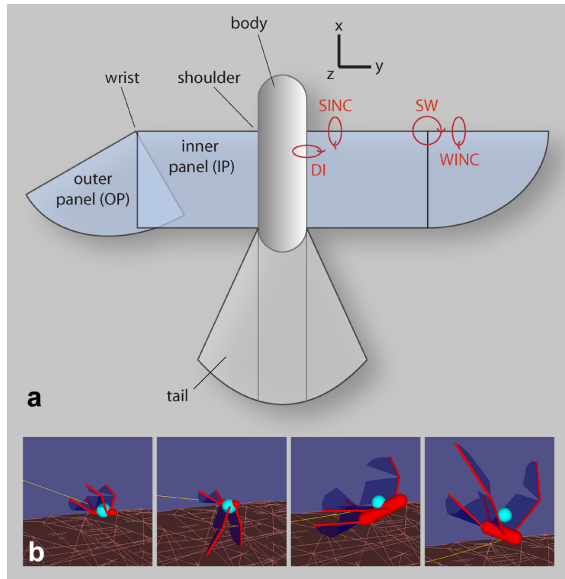 body
x
z
y
wrist
shoulder
SINC
SW
inner
panel (IP)
WINC
DI
outer
panel (OP)
tail
a
b